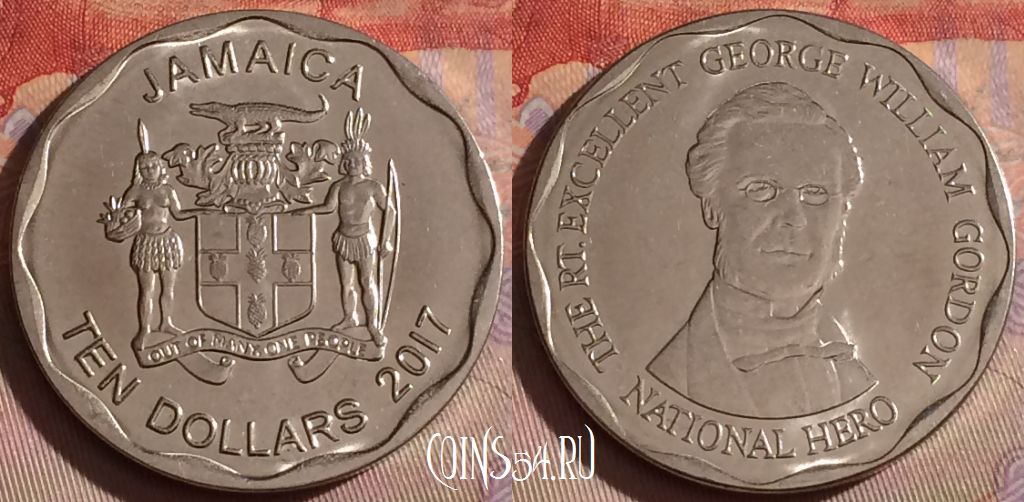 JAMAICA
OUT OF MANY, ONE PEOPLE
TEN DOLLARS 2017
THE RT. EXCELLENT GEORGE WILLIAM GORDON
NATIONAL HERO
COINS54.RU